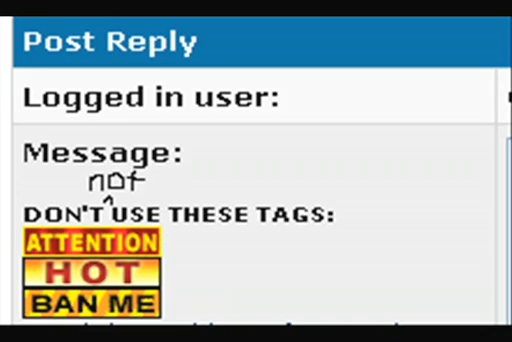 Post Reply
Logged in user:
Message:
not
DON'T^USE THESE TAGS:
ATTENTION
HOT
BAN ME